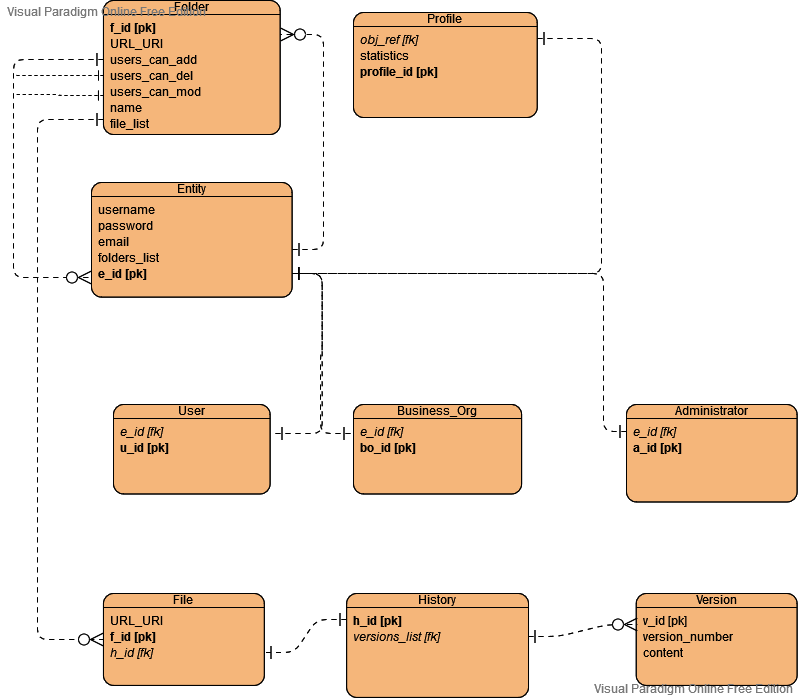 Visual Paradigm Online Free Edition
Folder
f_id [pk]
URL_URI
users_can_add
users_can_del
users_can_mod
name
file_list
Profile
obj_ref [fk]
statistics
profile_id [pk]
Entity
username
password
email
folders_list
e_id [pk]
User
e_id [fk]
u_id [pk]
Business_Org
e_id [fk]
bo_id [pk]
Administrator
e_id [fk]
a_id [pk]
File
URL_URI
f_id [pk]
h_id [fk]
History
h_id [pk]
versions_list [fk]
Version
v_id [pk]
version_number
content
Visual Paradigm Online Free Edition